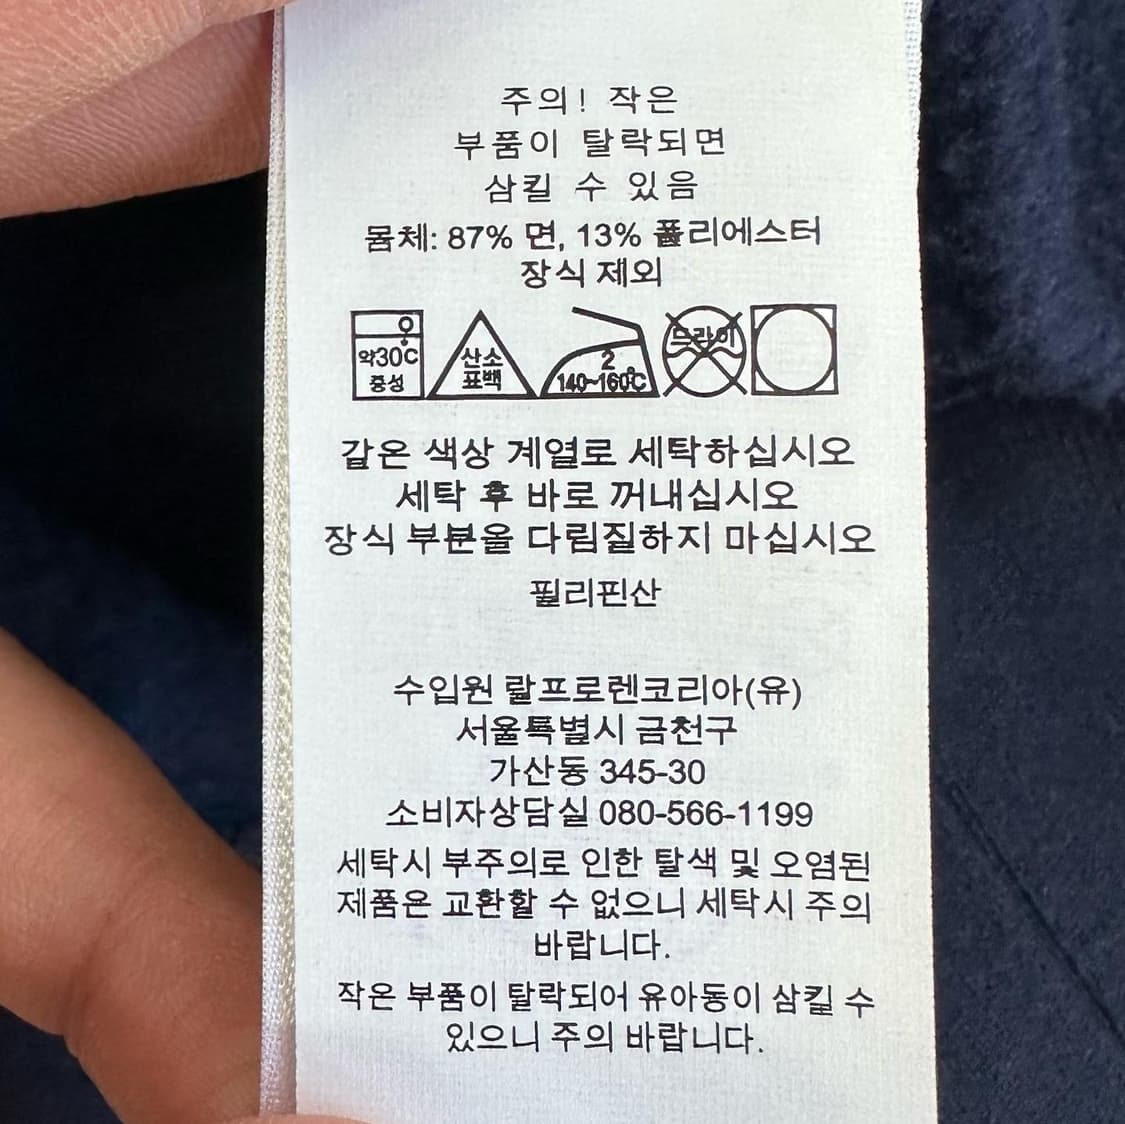 주의! 작은
부품이 탈락되면
삼킬 수 있음
몸체: 87% 면, 13% 폴리에스터
장식 제외
약30℃
중성
산소
표백
2
140~160℃
드라이
같은 색상 계열로 세탁하십시오
세탁 후 바로 꺼내십시오
장식 부분을 다림질하지 마십시오
필리핀산
수입원 랄프로렌코리아(유)
서울특별시 금천구
가산동 345-30
소비자상담실 080-566-1199
세탁시 부주의로 인한 탈색 및 오염된
제품은 교환할 수 없으니 세탁시 주의
바랍니다.
작은 부품이 탈락되어 유아동이 삼킬 수
있으니 주의 바랍니다.